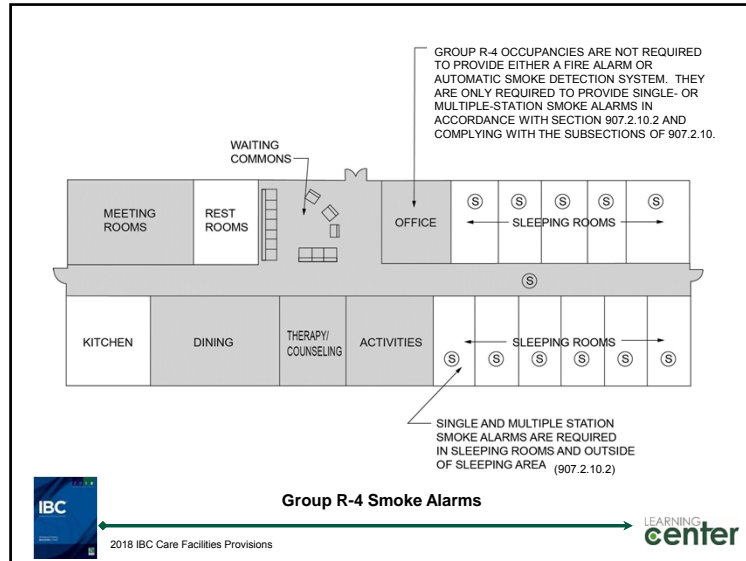 GROUP R-4 OCCUPANCIES ARE NOT REQUIRED
TO PROVIDE EITHER A FIRE ALARM OR
AUTOMATIC SMOKE DETECTION SYSTEM. THEY
ARE ONLY REQUIRED TO PROVIDE SINGLE- OR
MULTIPLE-STATION SMOKE ALARMS IN
ACCORDANCE WITH SECTION 907.2.10.2 AND
COMPLYING WITH THE SUBSECTIONS OF 907.2.10.
WAITING
COMMONS
MEETING
ROOMS
REST
ROOMS
OFFICE
S S S S S
SLEEPING ROOMS
S
KITCHEN
DINING
THERAPY/
COUNSELING
ACTIVITIES
SLEEPING ROOMS
S S S S S S
SINGLE AND MULTIPLE STATION
SMOKE ALARMS ARE REQUIRED
IN SLEEPING ROOMS AND OUTSIDE
OF SLEEPING AREA (907.2.10.2)
Group R-4 Smoke Alarms
IBC
2018 IBC Care Facilities Provisions
LEARNING
center